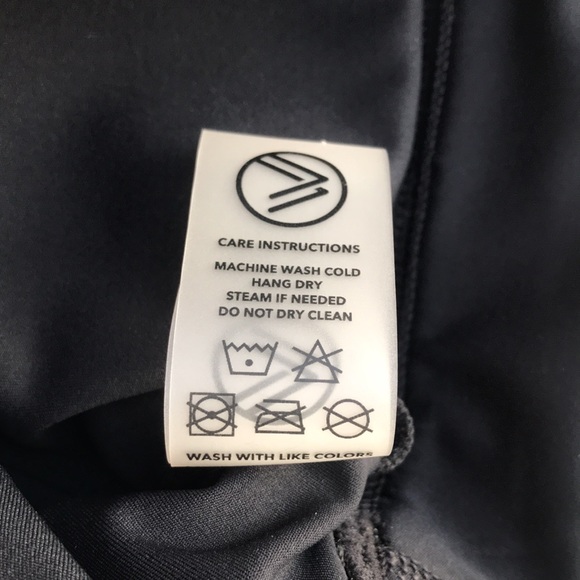 CARE INSTRUCTIONS
MACHINE WASH COLD
HANG DRY
STEAM IF NEEDED
DO NOT DRY CLEAN
WASH WITH LIKE COLORS